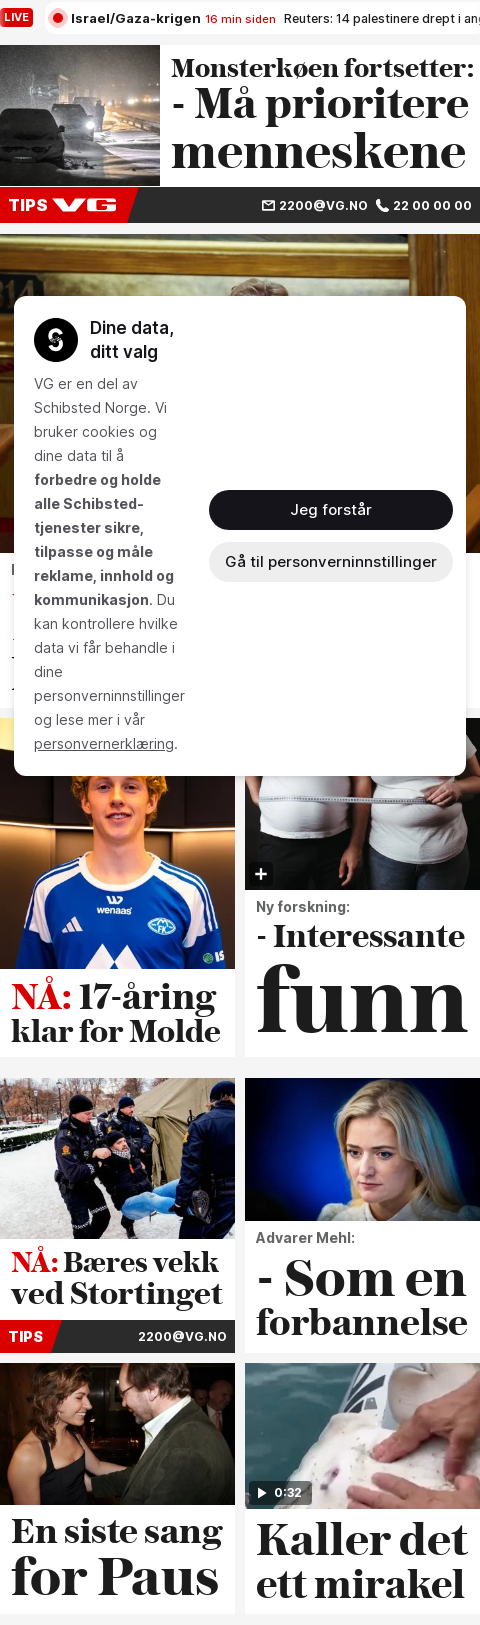 LIVE Israel/Gaza-krigen 16 min siden Reuters: 14 palestinere drept i ang
Monsterkøen fortsetter:
- Må prioritere
menneskene
TIPS VG 2200@VG.NO 22 00 00 00
Dine data,
ditt valg
VG er en del av
Schibsted Norge. Vi
bruker cookies og
dine data til å
forbedre og holde
alle Schibsted-
tjenester sikre,
tilpasse og måle
reklame, innhold og
kommunikasjon. Du
kan kontrollere hvilke
data vi får behandle i
dine
personverninnstillinger
og lese mer i vår
personvernerklæring.
Jeg forstår
Gå til personverninnstillinger
wenaas
NÅ: 17-åring
klar for Molde
Ny forskning:
- Interessante
funn
NÅ: Bæres vekk
ved Stortinget
TIPS 2200@VG.NO
Advarer Mehl:
- Som en
forbannelse
En siste sang
for Paus
0:32
Kaller det
ett mirakel